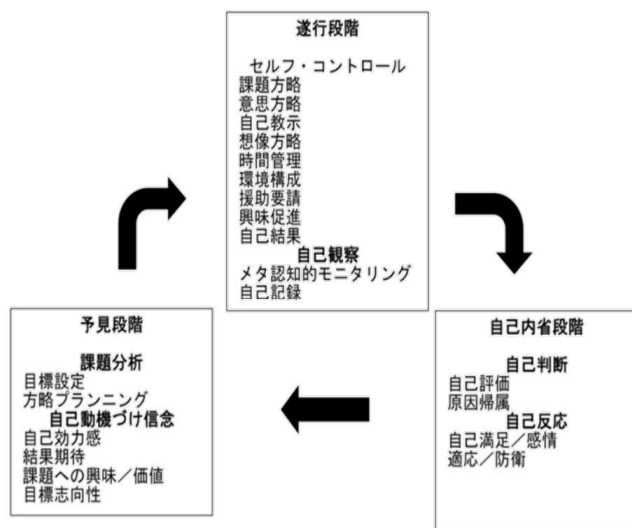 遂行段階
セルフ・コントロール
課題方略
意思方略
自己教示
想像方略
時間管理
環境構成
援助要請
興味促進
自己結果
自己観察
メタ認知的モニタリング
自己記録
予見段階
課題分析
目標設定
方略プランニング
自己動機づけ信念
自己効力感
結果期待
課題への興味／価値
目標志向性
自己内省段階
自己判断
自己評価
原因帰属
自己反応
自己満足／感情
適応／防衛